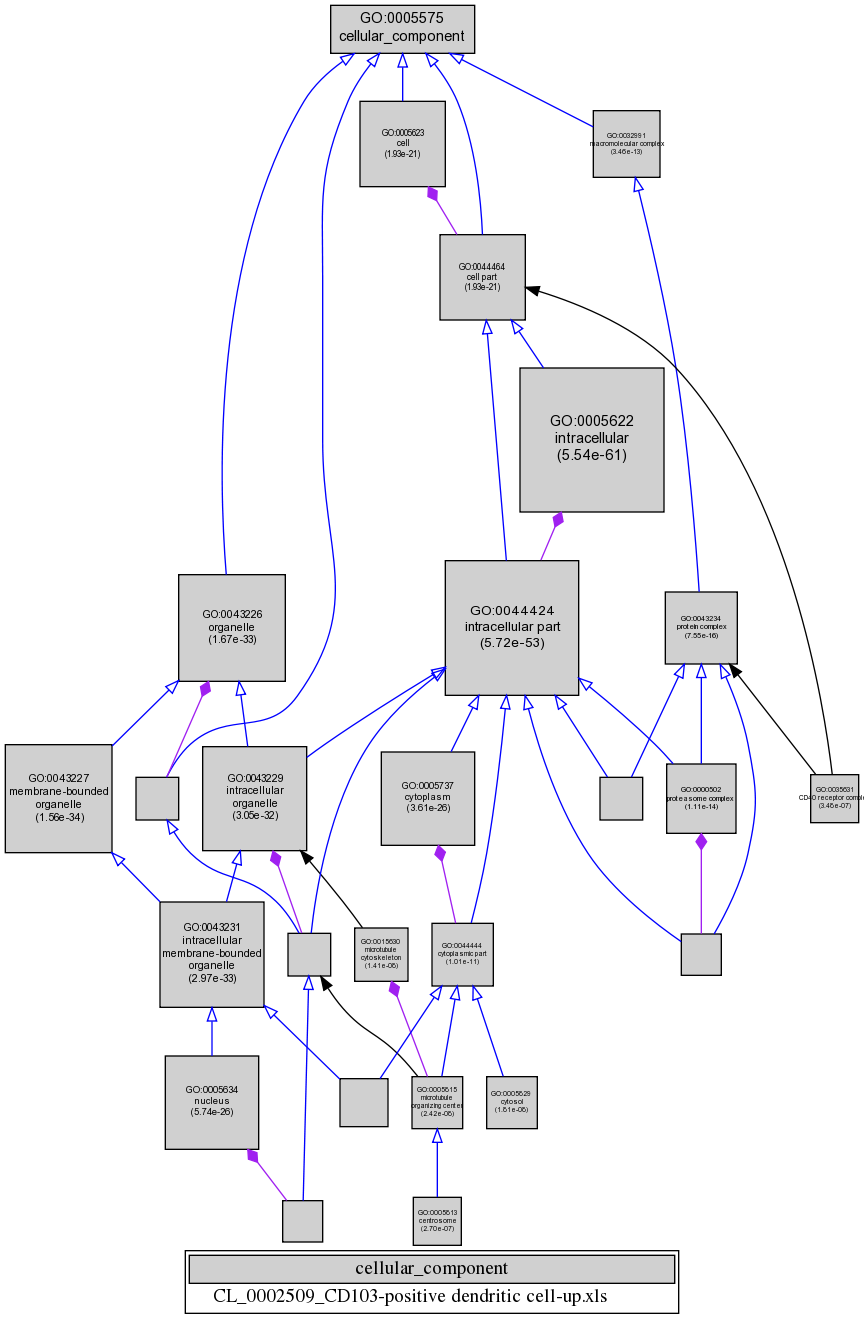 GO:0005575
cellular_component
GO:0005623
cell
(1.93e-21)
GO:0032991
macromolecular complex
(3.46e-13)
GO:0044464
cell part
(1.93e-21)
GO:0005622
intracellular
(5.54e-61)
GO:0043226
organelle
(1.67e-33)
GO:0044424
intracellular part
(5.72e-53)
GO:0043234
protein complex
(7.55e-16)
GO:0043227
membrane-bounded
organelle
(1.56e-34)
GO:0043229
intracellular
organelle
(3.05e-32)
GO:0005737
cytoplasm
(3.61e-26)
GO:0000502
proteasome complex
(1.11e-14)
GO:0035631
CD40 receptor comple
(3.46e-07)
GO:0043231
intracellular
membrane-bounded
organelle
(2.97e-33)
GO:0015630
microtubule
cytoskeleton
(1.41e-08)
GO:0044444
cytoplasmic part
(1.01e-11)
GO:0005634
nucleus
(5.74e-26)
GO:0005815
microtubule
organizing center
(2.42e-08)
GO:0005829
cytosol
(1.81e-08)
GO:0005813
centrosome
(2.70e-07)
cellular_component
CL_0002509_CD103-positive dendritic cell-up.xls